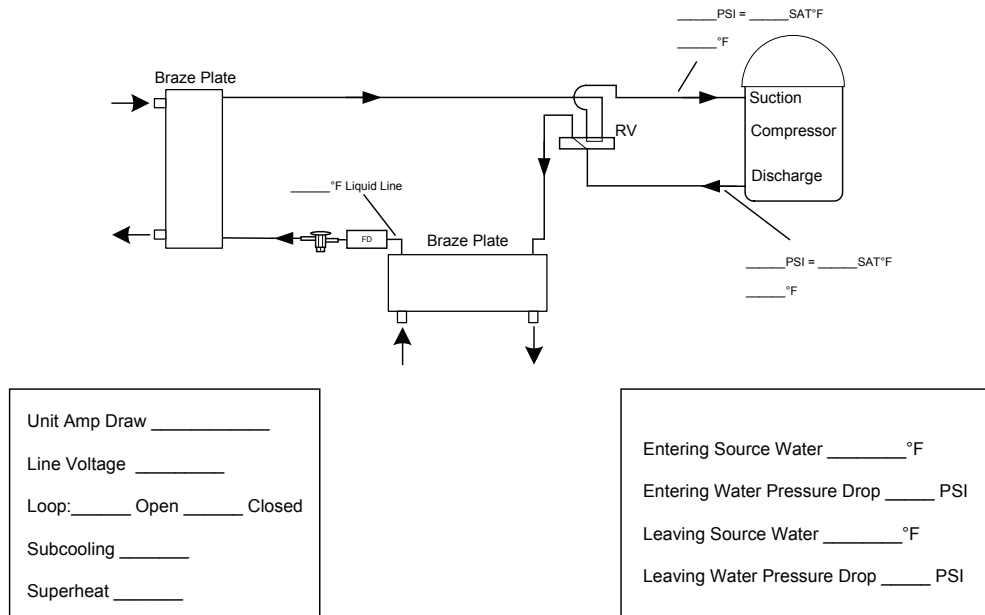 _____PSI = _____SAT°F
_____°F
Braze Plate
Suction
RV
Compressor
Discharge
_____°F Liquid Line
FD
Braze Plate
_____PSI = _____SAT°F
_____°F
Unit Amp Draw ____________
Line Voltage _________
Loop:______ Open ______ Closed
Subcooling _______
Superheat _______
Entering Source Water ________°F
Entering Water Pressure Drop _____ PSI
Leaving Source Water ________°F
Leaving Water Pressure Drop _____ PSI